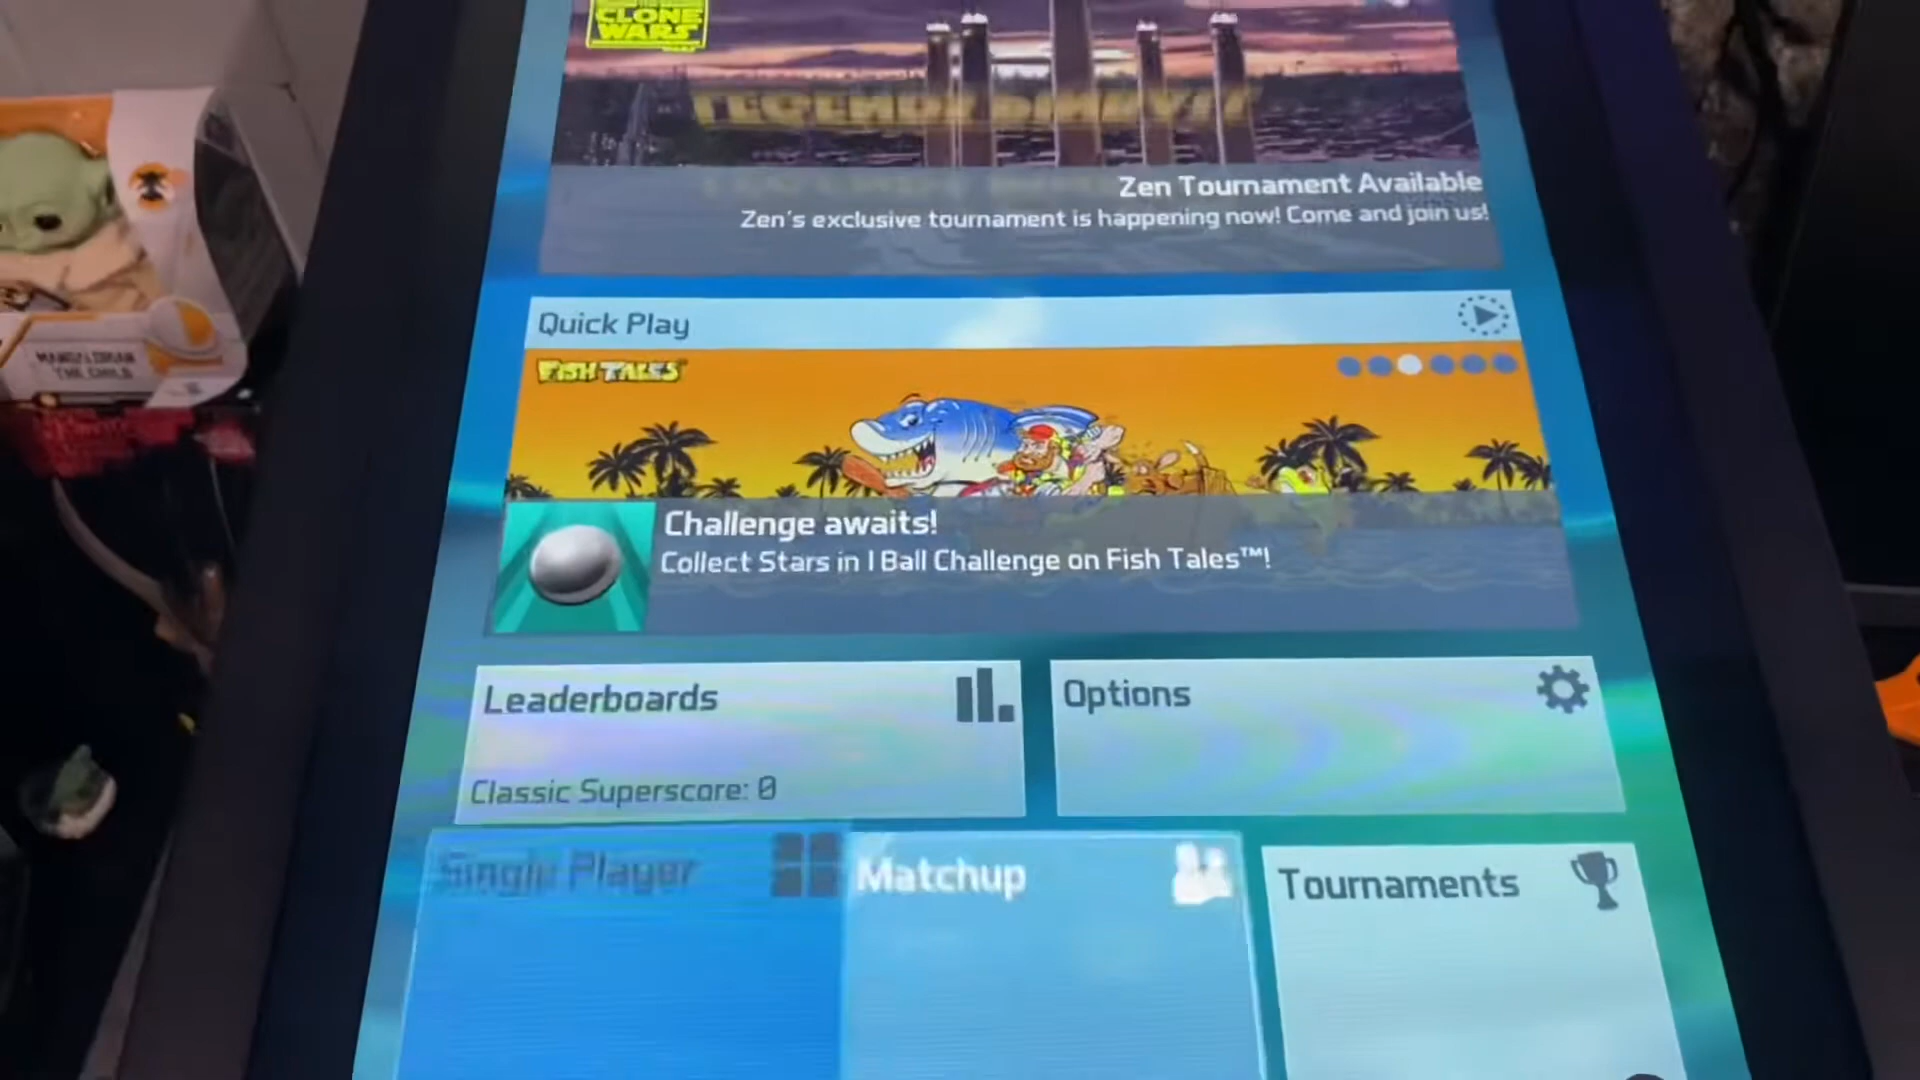 CLONE
WARS
Zen Tournament Available
Zen's exclusive tournament is happening now! Come and join us!
Quick Play
FISH TALES
Challenge awaits!
Collect Stars in 1 Ball Challenge on Fish Tales™!
Leaderboards
Options
Classic Superscore: 0
Single Player
Matchup
Tournaments
THE CHILD